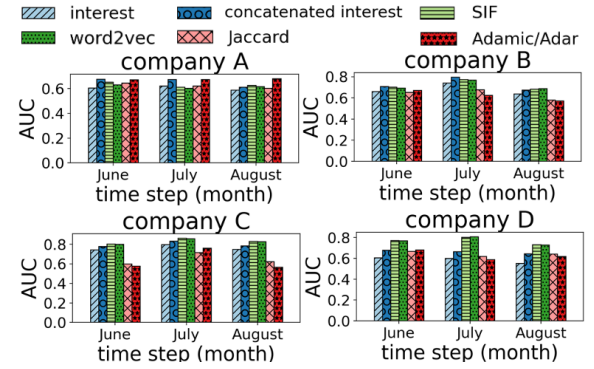 interest concatenated interest SIF
word2vec Jaccard Adamic/Adar
company A
AUC
0.6
0.4
0.2
0.0
June July August
time step (month)
company B
AUC
0.8
0.6
0.4
0.2
0.0
June July August
time step (month)
company C
AUC
0.8
0.6
0.4
0.2
0.0
June July August
time step (month)
company D
AUC
0.8
0.6
0.4
0.2
0.0
June July August
time step (month)